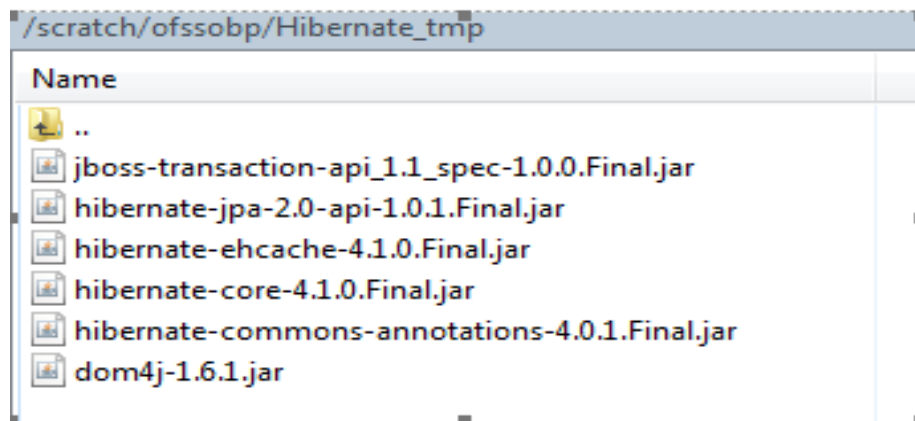 /scratch/ofssobp/Hibernate_tmp
Name
..
jboss-transaction-api_1.1_spec-1.0.0.Final.jar
hibernate-jpa-2.0-api-1.0.1.Final.jar
hibernate-ehcache-4.1.0.Final.jar
hibernate-core-4.1.0.Final.jar
hibernate-commons-annotations-4.0.1.Final.jar
dom4j-1.6.1.jar